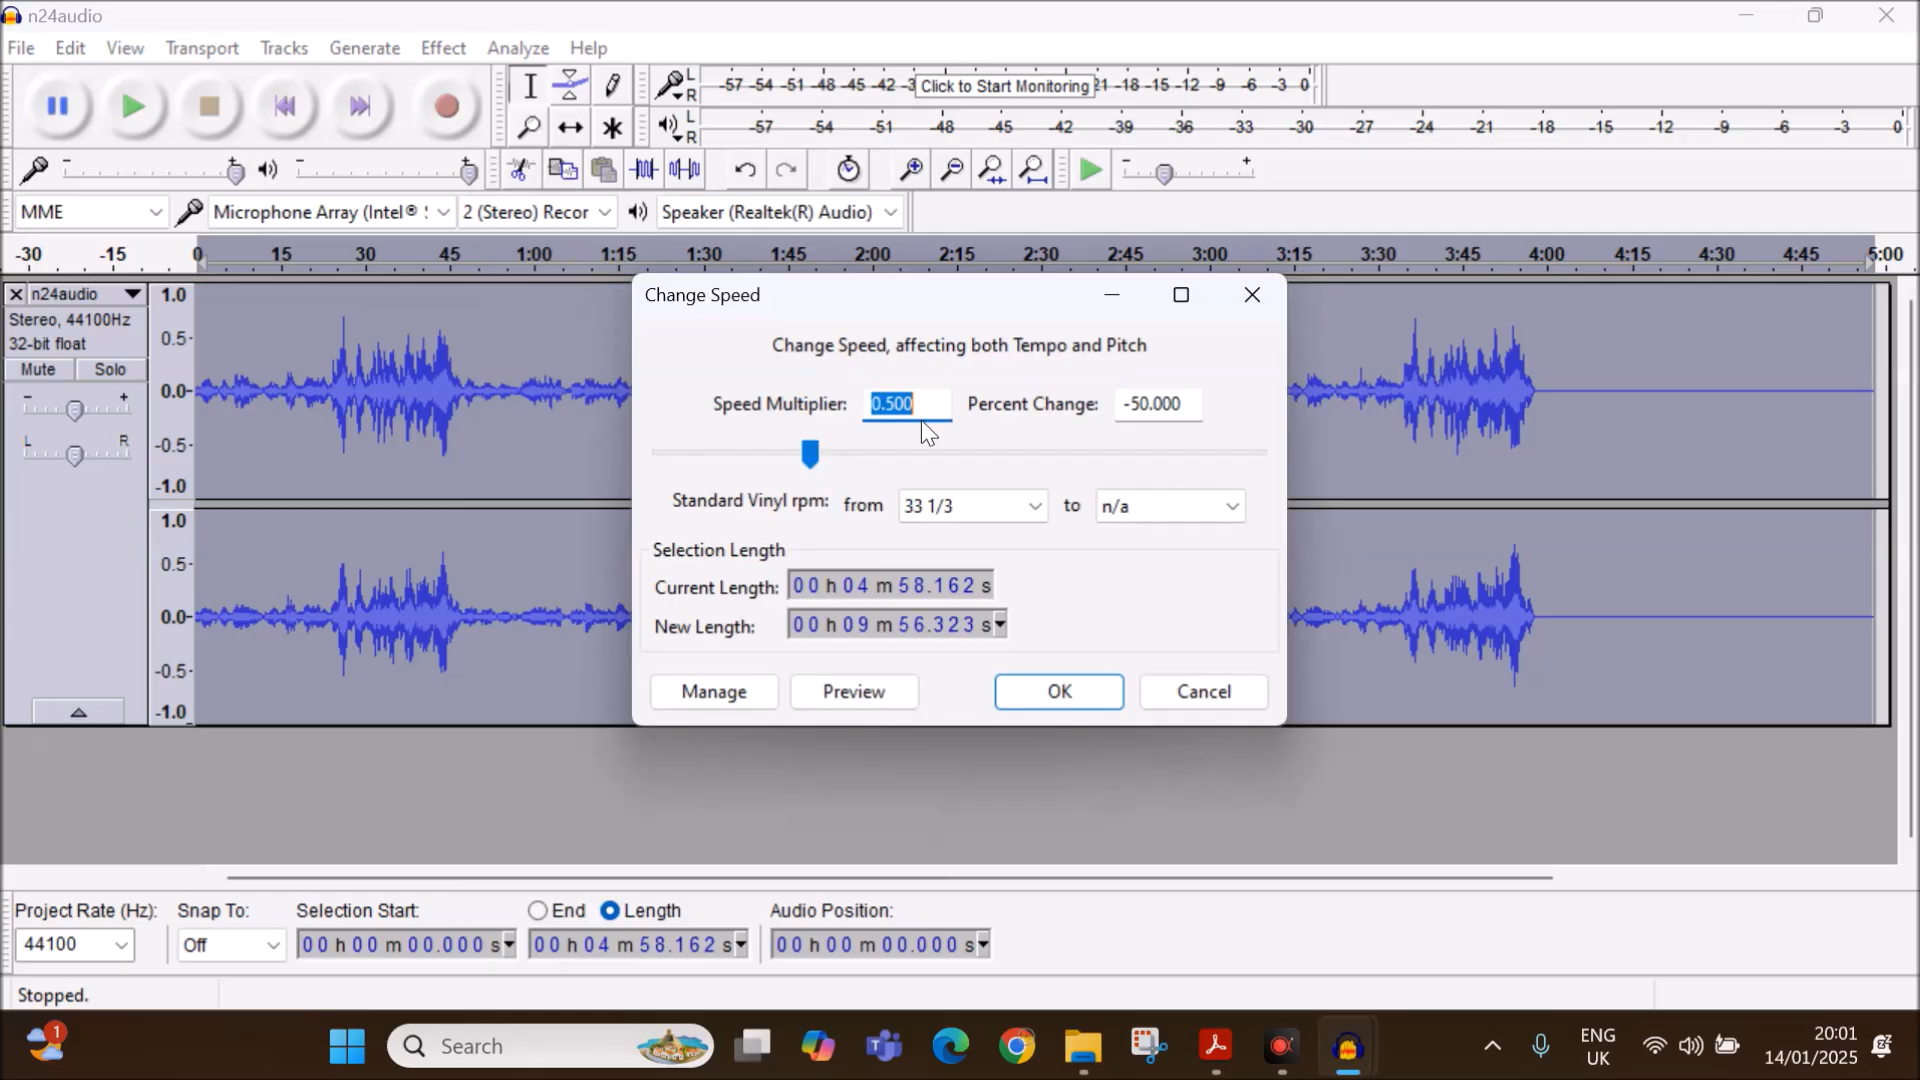 n24audio
File Edit View Transport Tracks Generate Effect Analyze Help
L
R
-57 -54 -51 -48 -45 -42 -3 Click to Start Monitoring 21 -18 -15 -12 -9 -6 -3 0
L
R
-57 -54 -51 -48 -45 -42 -39 -36 -33 -30 -27 -24 -21 -18 -15 -12 -9 -6 -3 0
- + - + - +
MME Microphone Array (Intel® 2 (Stereo) Recor Speaker (Realtek(R) Audio)
-30 -15 0 15 30 45 1:00 1:15 1:30 1:45 2:00 2:15 2:30 2:45 3:00 3:15 3:30 3:45 4:00 4:15 4:30 4:45 5:00
n24audio
Stereo, 44100Hz
32-bit float
Mute Solo
- +
L R
1.0
0.5-
0.0-
-0.5-
-1.0
1.0
0.5-
0.0-
-0.5-
-1.0
Change Speed
Change Speed, affecting both Tempo and Pitch
Speed Multiplier: 0.500 Percent Change: -50.000
Standard Vinyl rpm: from 33 1/3 to n/a
Selection Length
Current Length: 00 h 04 m 58.162 s
New Length: 00 h 09 m 56.323 s
Manage Preview OK Cancel
Project Rate (Hz): Snap To: Selection Start: End Length Audio Position:
44100 Off 00 h 00 m 00.000 s 00 h 04 m 58.162 s 00 h 00 m 00.000 s
Stopped.
1
Search
ENG
UK
20:01
14/01/2025